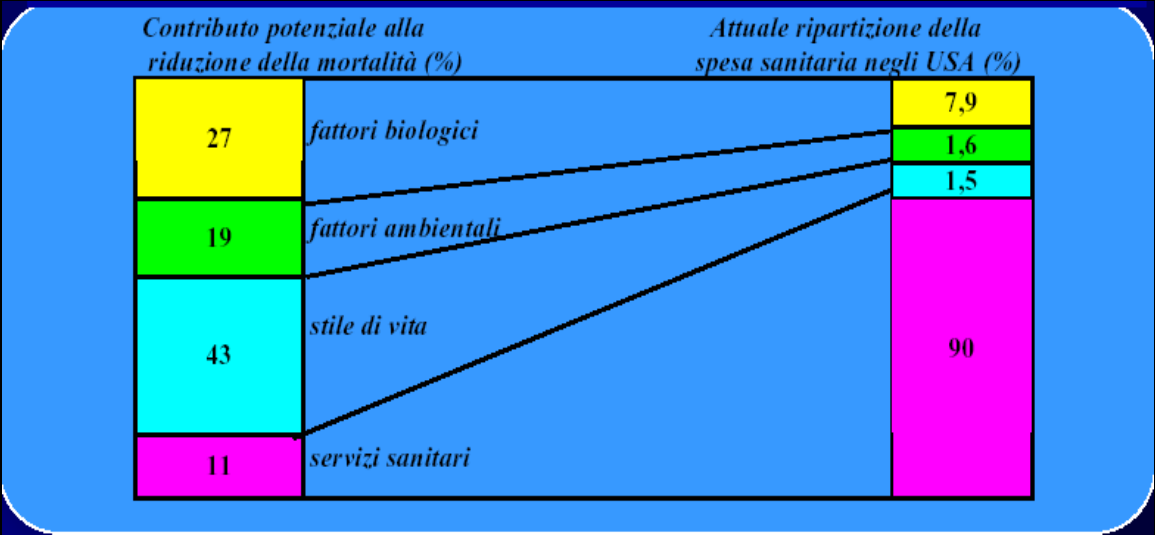 Contributo potenziale alla
riduzione della mortalità (%)
Attuale ripartizione della
spesa sanitaria negli USA (%)
27
fattori biologici
7,9
19
fattori ambientali
1,6
43
stile di vita
1,5
11
servizi sanitari
90